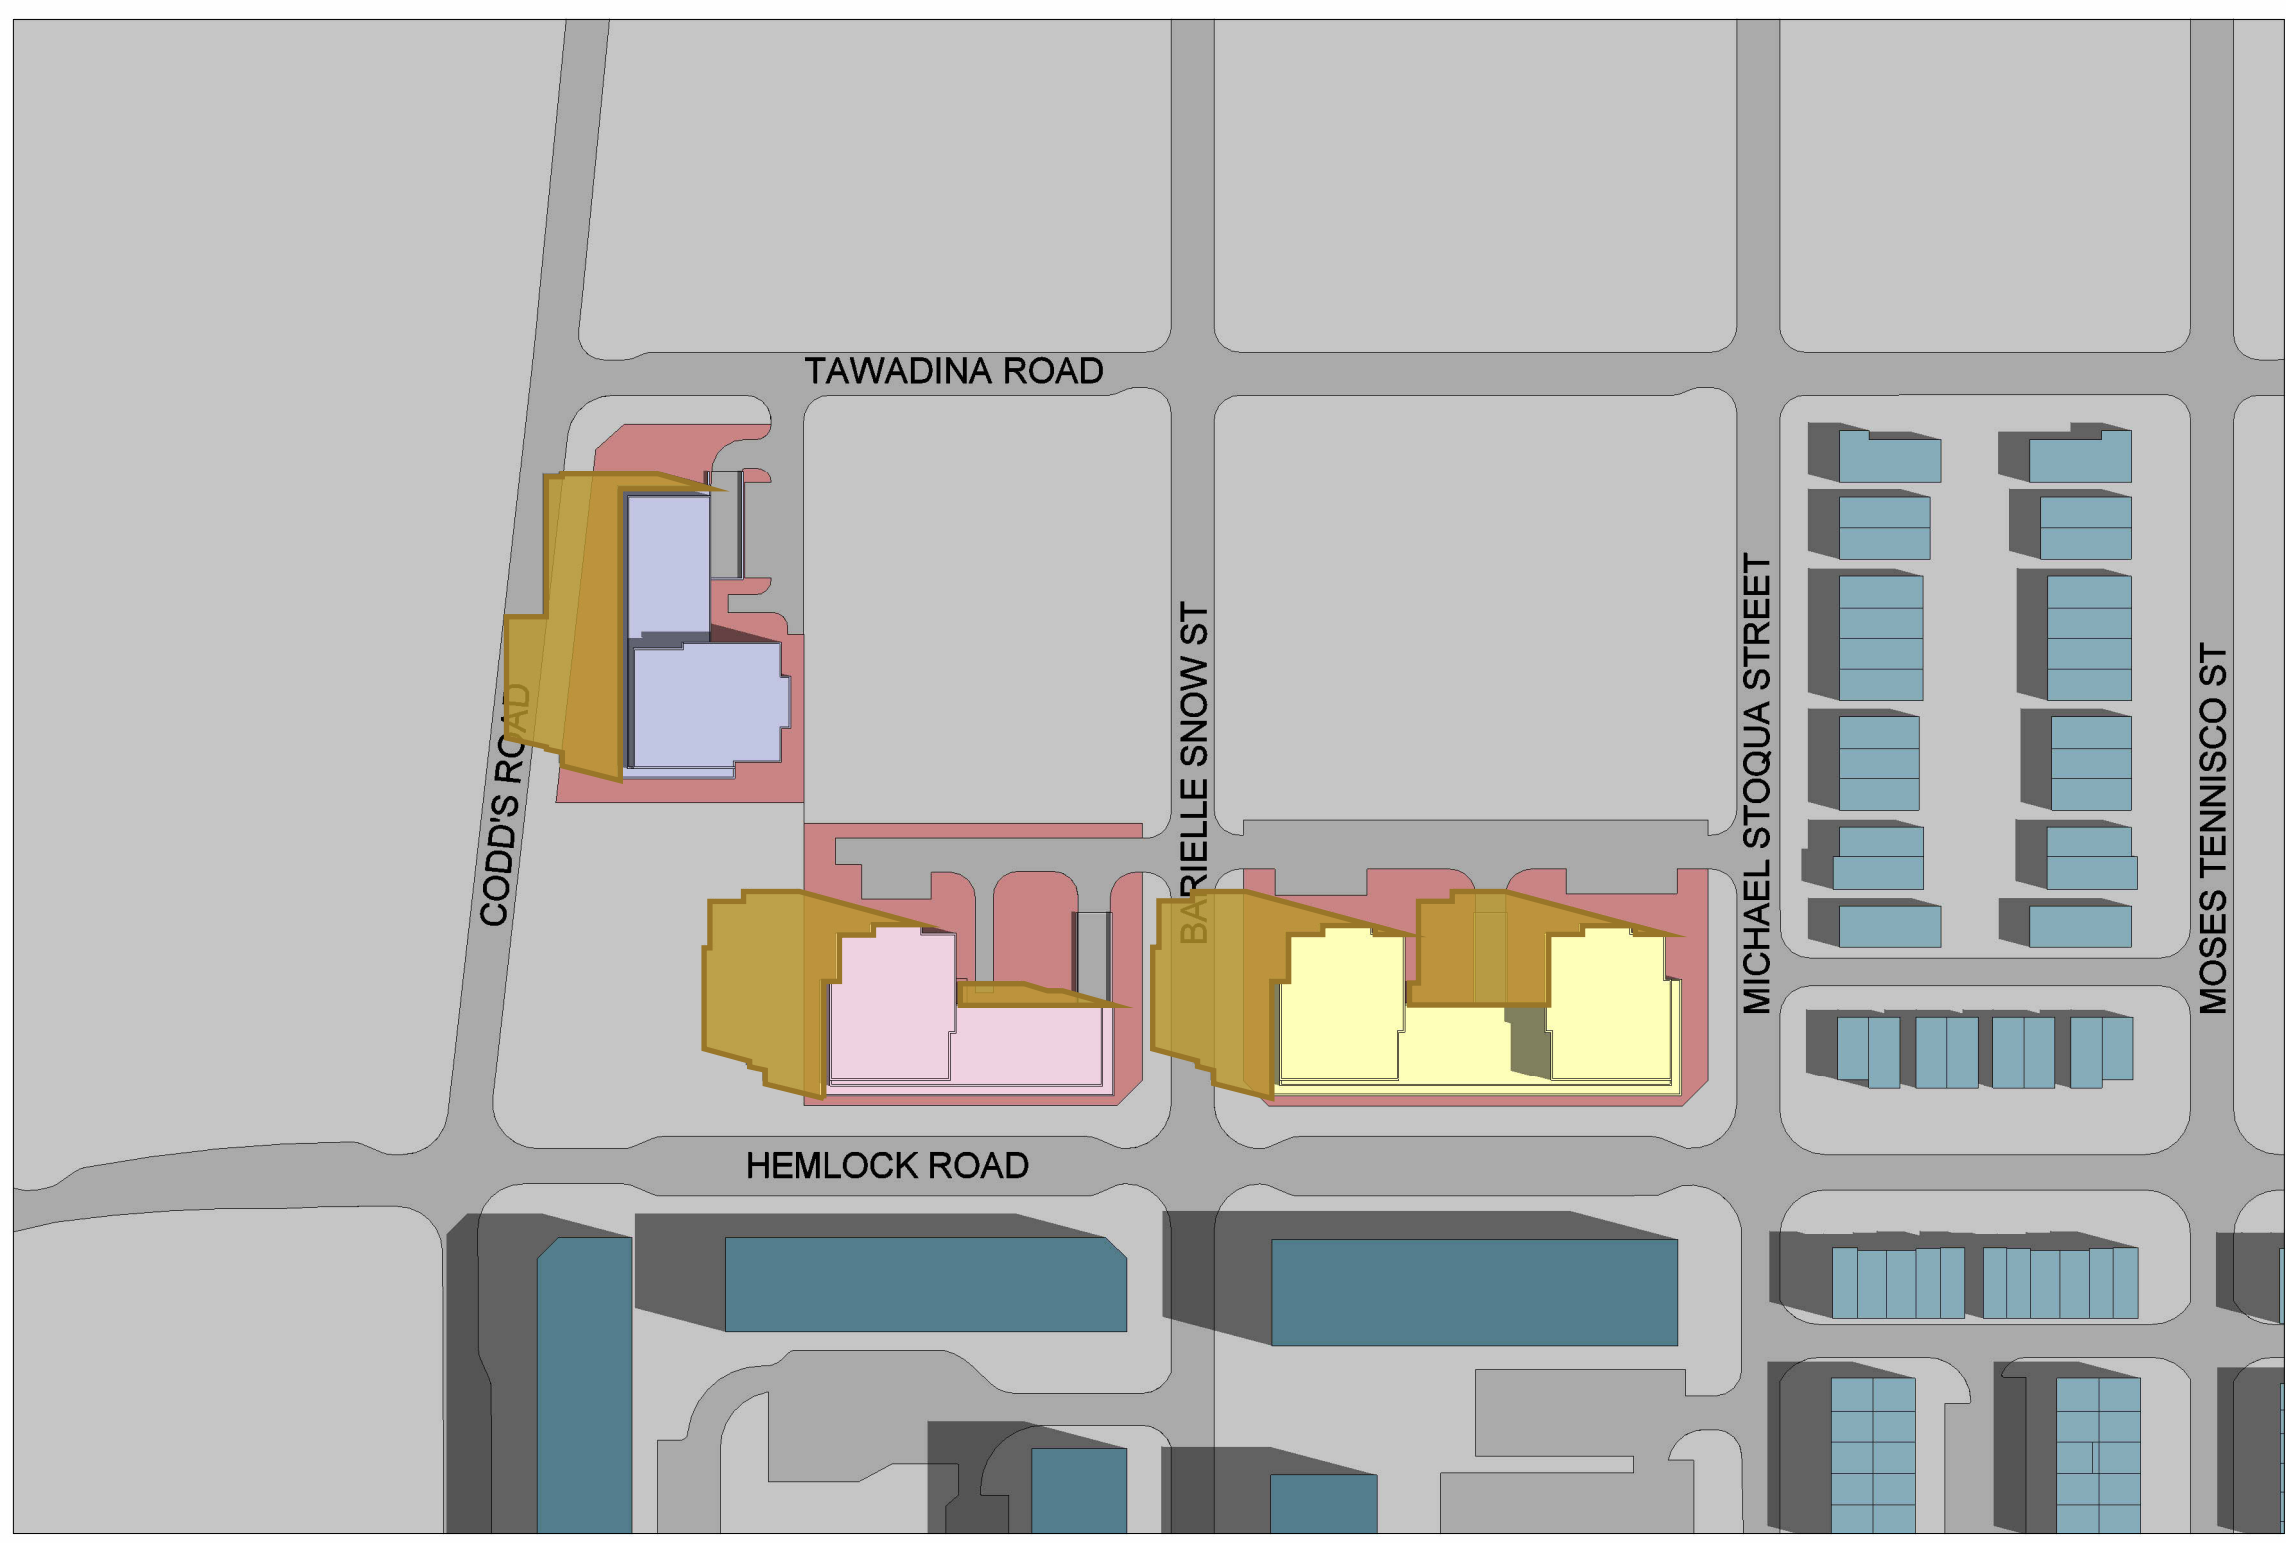 TAWADINA ROAD
CODD'S ROAD
BARIELLE SNOW ST
MICHAEL STOQUA STREET
MOSES TENNISCO ST
HEMLOCK ROAD